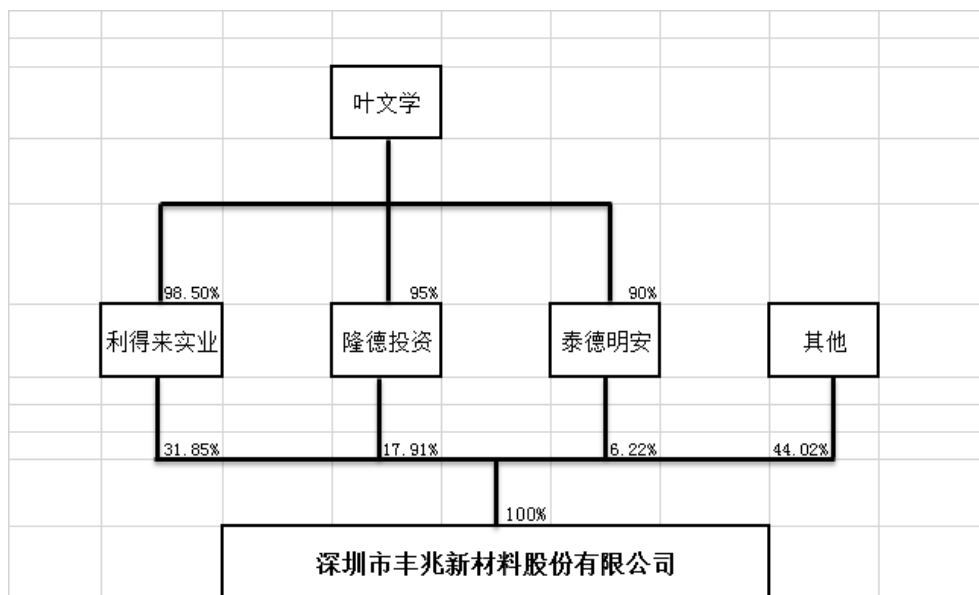 叶文学
98.50%
95%
90%
利得来实业
隆德投资
泰德明安
其他
31.85%
17.91%
6.22%
44.02%
100%
深圳市丰兆新材料股份有限公司